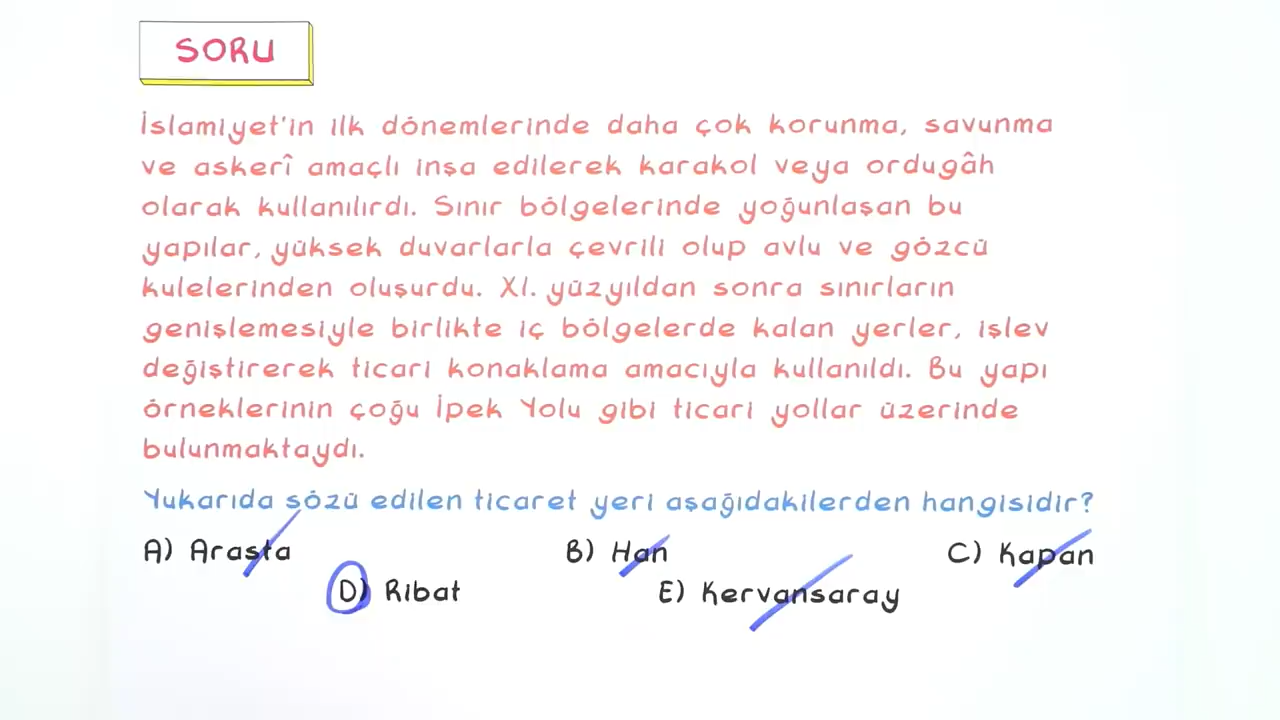 SORU
İslamiyet'in ilk dönemlerinde daha çok korunma, savunma
ve askerî amaçlı inşa edilerek karakol veya ordugâh
olarak kullanılırdı. Sınır bölgelerinde yoğunlaşan bu
yapılar, yüksek duvarlarla çevrili olup avlu ve gözcü
kulelerinden oluşurdu. XI. yüzyıldan sonra sınırların
genişlemesiyle birlikte iç bölgelerde kalan yerler, işlev
değiştirerek ticari konaklama amacıyla kullanıldı. Bu yapı
örneklerinin çoğu İpek Yolu gibi ticari yollar üzerinde
bulunmaktaydı.
Yukarıda sözü edilen ticaret yeri aşağıdakilerden hangisidir?
A) Arasta B) Han C) Kapan
D) Ribat E) Kervansaray